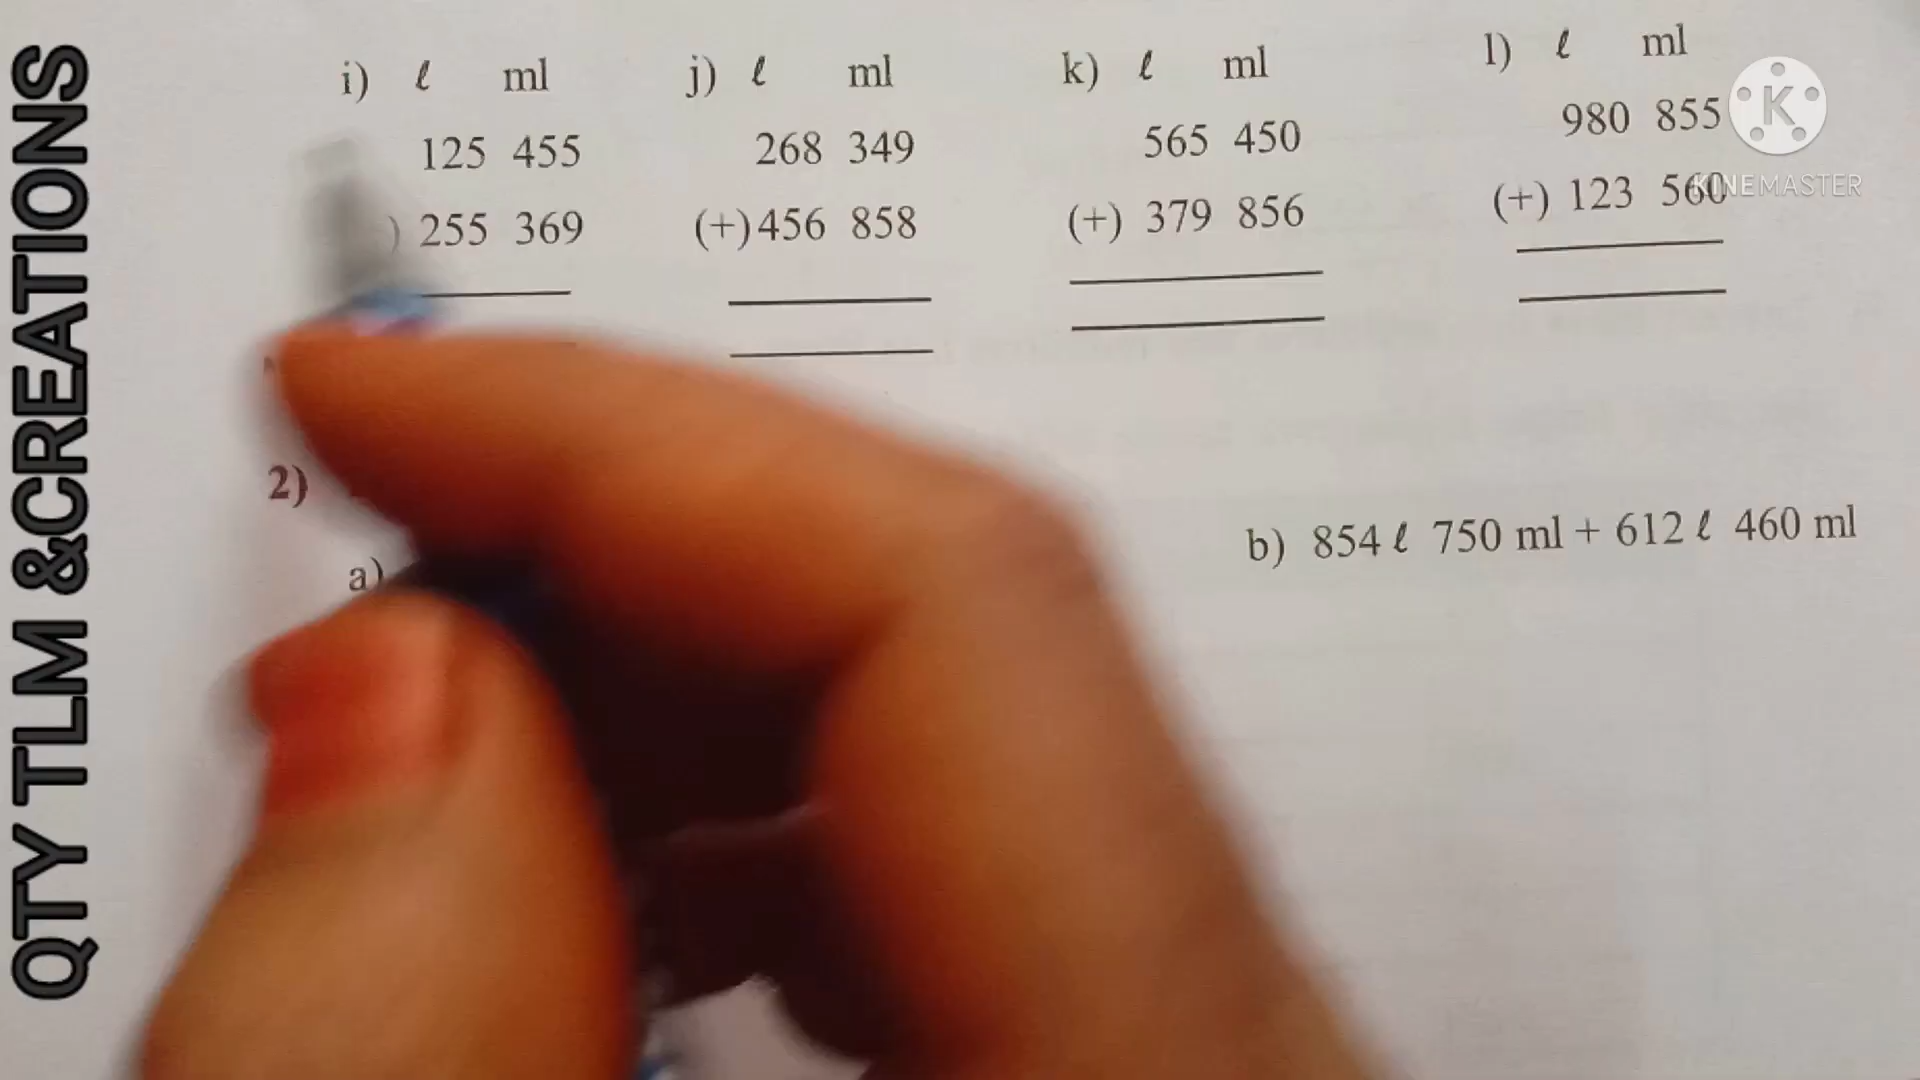 QTY TLM &CREATIONS
i) ℓ ml
125 455
) 255 369
j) ℓ ml
268 349
(+) 456 858
k) ℓ ml
565 450
(+) 379 856
l) ℓ ml
980 855
(+) 123 560
K
KINEMASTER
2)
a)
b) 854 ℓ 750 ml + 612 ℓ 460 ml